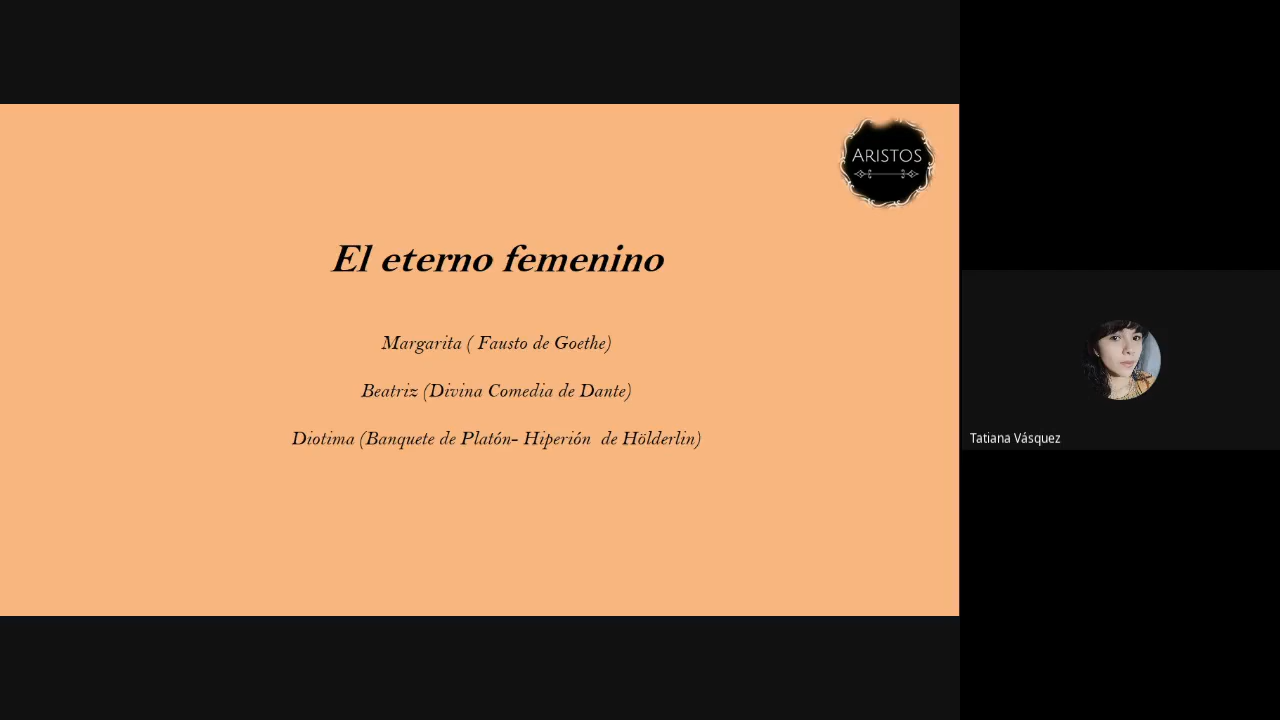 ARISTOS
El eterno femenino
Margarita ( Fausto de Goethe)
Beatriz (Divina Comedia de Dante)
Diotima (Banquete de Platón- Hiperión  de Hölderlin)
Tatiana Vásquez